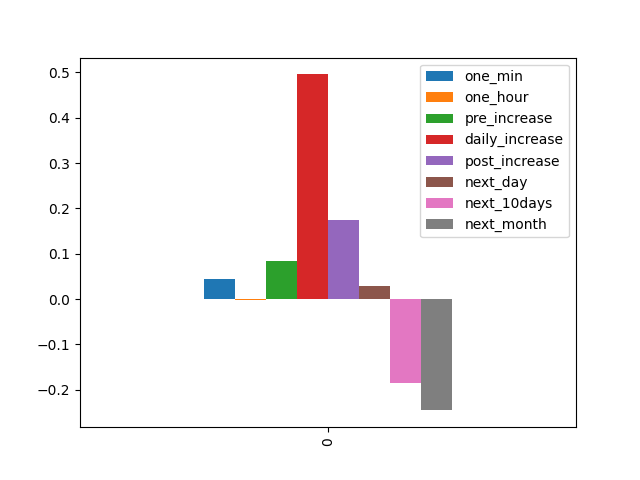 0.5
0.4
0.3
0.2
0.1
0.0
−0.1
−0.2
0
one_min
one_hour
pre_increase
daily_increase
post_increase
next_day
next_10days
next_month